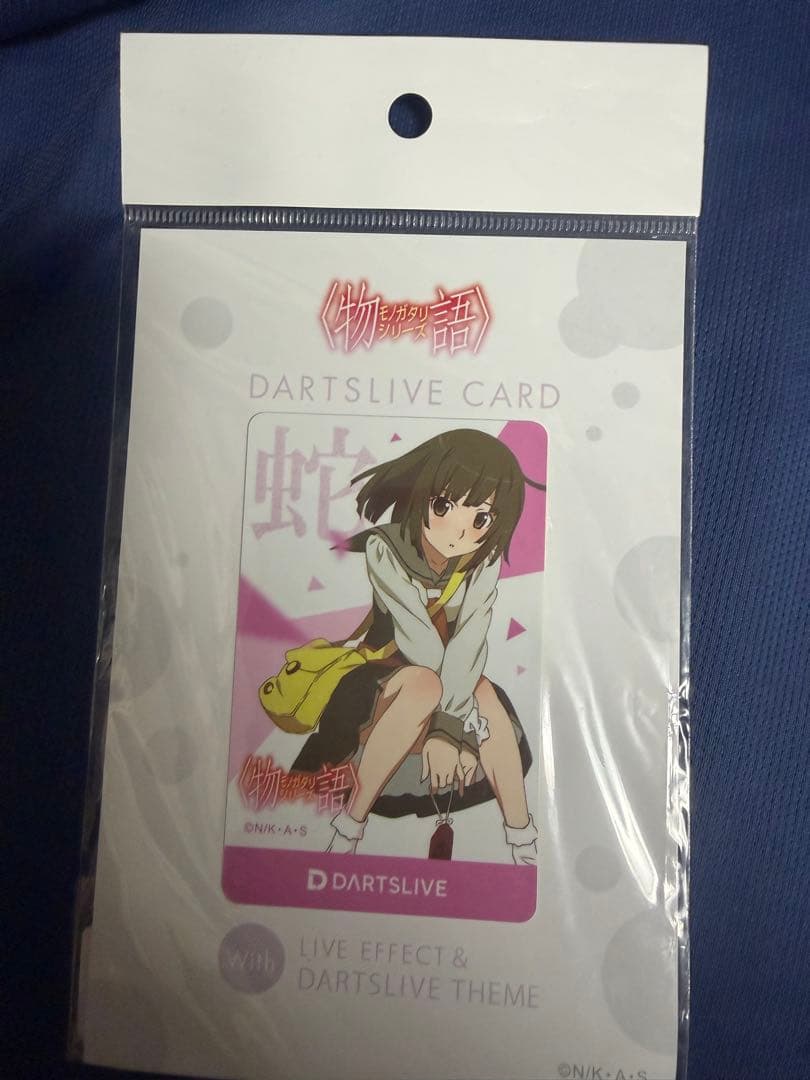 〈物語〉モノガタリシリーズ
DARTSLIVE CARD
蛇
〈物語〉モノガタリシリーズ
©N/K・A・S
DARTSLIVE
With
LIVE EFFECT &
DARTSLIVE THEME
©N/K・A・S